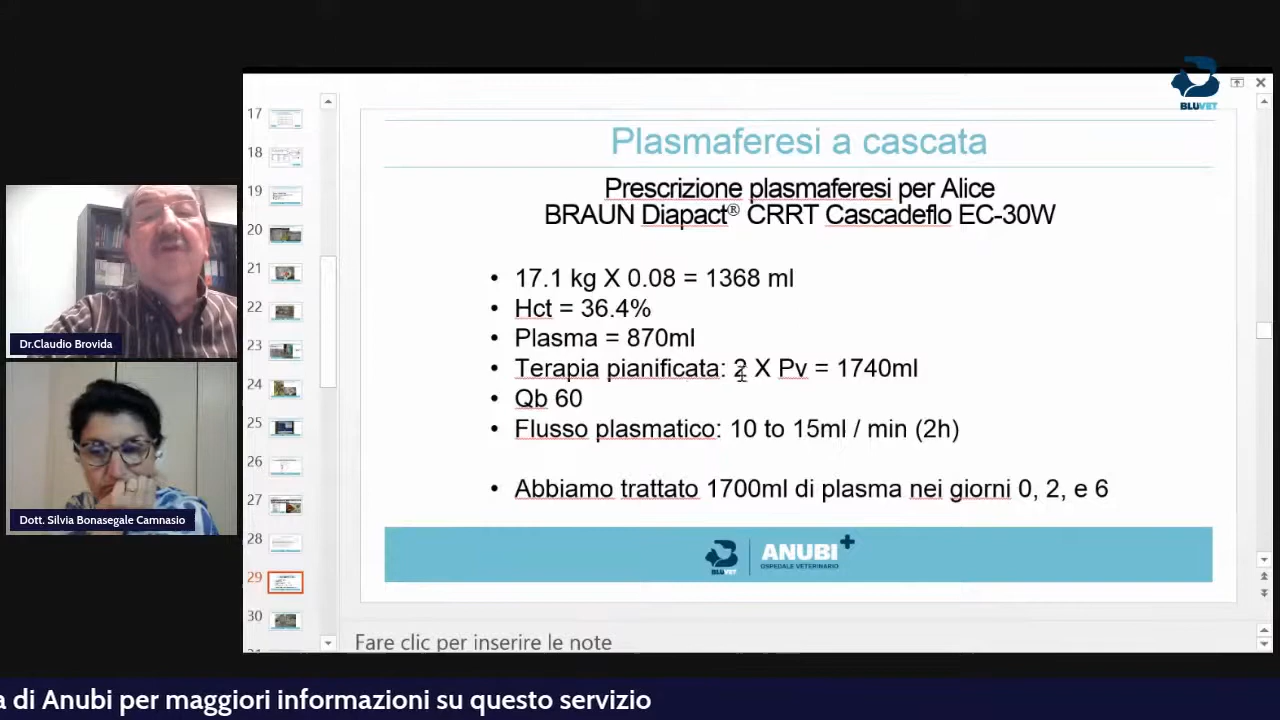 BLUVET
17
18
19
20
21
22
23
24
25
26
27
28
29
30
Plasmaferesi a cascata
Prescrizione plasmaferesi per Alice
BRAUN Diapact® CRRT Cascadeflo EC-30W
• 17.1 kg X 0.08 = 1368 ml
• Hct = 36.4%
• Plasma = 870ml
• Terapia pianificata: 2 X Pv = 1740ml
• Qb 60
• Flusso plasmatico: 10 to 15ml / min (2h)
• Abbiamo trattato 1700ml di plasma nei giorni 0, 2, e 6
BLUVET
ANUBI+
OSPEDALE VETERINARIO
Fare clic per inserire le note
Dr.Claudio Brovida
Dott. Silvia Bonasegale Camnasio
a di Anubi per maggiori informazioni su questo servizio